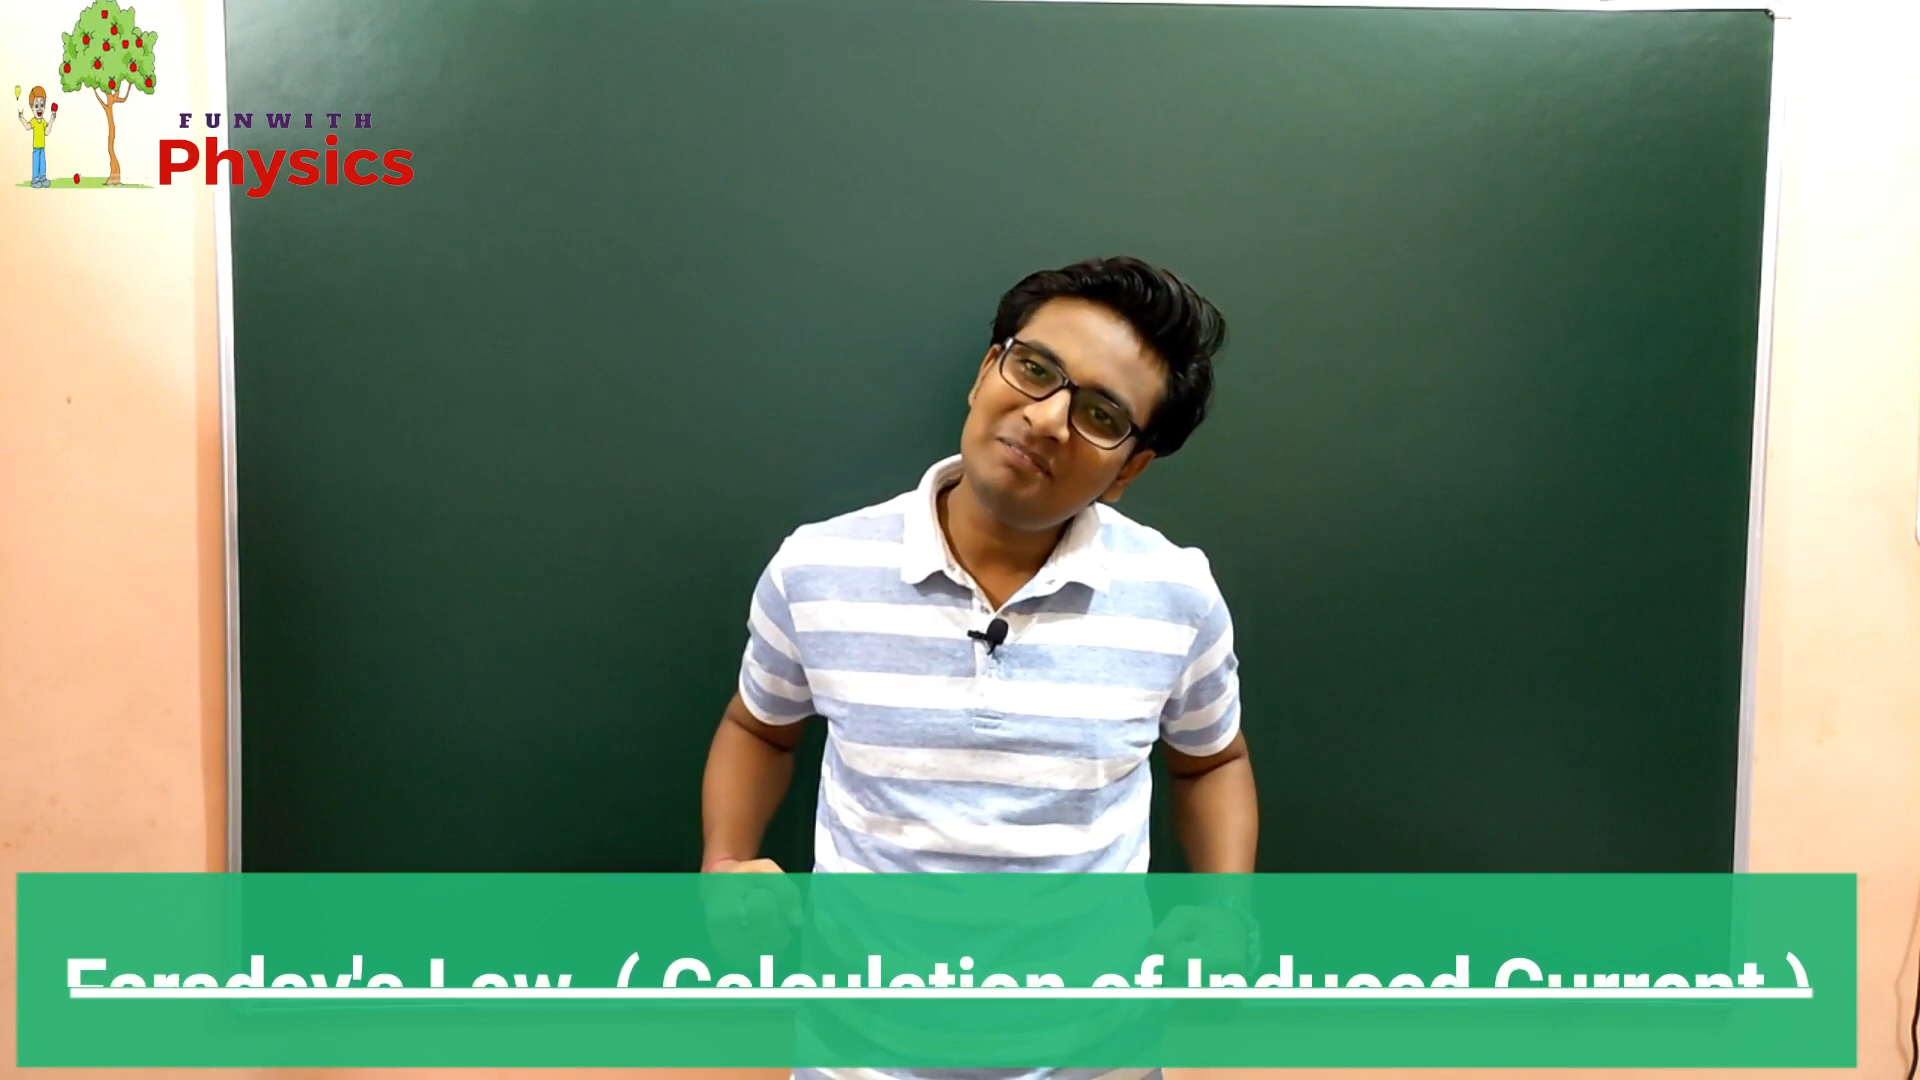 FUN WITH
Physics
Faraday's Law ( Calculation of Induced Current )